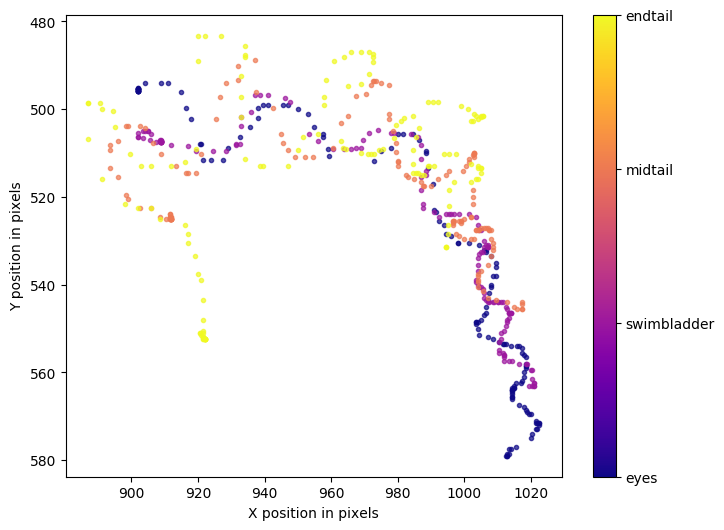 480
500
520
540
560
580
Y position in pixels
900
920
940
960
980
1000
1020
X position in pixels
endtail
midtail
swimbladder
eyes